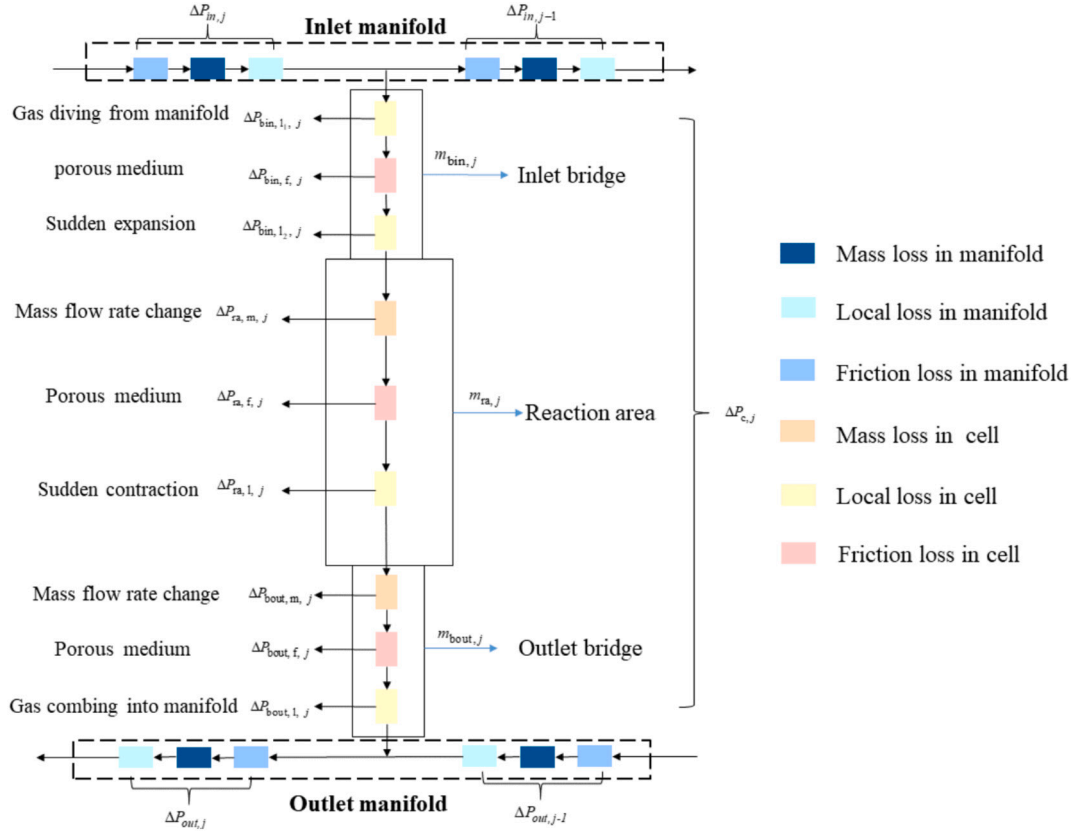 ΔP_{in,j}
ΔP_{in,j-1}
Inlet manifold
Gas diving from manifold
ΔP_{bin, l_1, j}
porous medium
ΔP_{bin, f, j}
m_{bin, j}
Inlet bridge
Sudden expansion
ΔP_{bin, l_2, j}
Mass flow rate change
ΔP_{ra, m, j}
Porous medium
ΔP_{ra, f, j}
m_{ra, j}
Reaction area
Sudden contraction
ΔP_{ra, l, j}
Mass flow rate change
ΔP_{bout, m, j}
Porous medium
ΔP_{bout, f, j}
m_{bout, j}
Outlet bridge
Gas combing into manifold
ΔP_{bout, l, j}
ΔP_{c, j}
Mass loss in manifold
Local loss in manifold
Friction loss in manifold
Mass loss in cell
Local loss in cell
Friction loss in cell
ΔP_{out,j}
Outlet manifold
ΔP_{out,j-1}